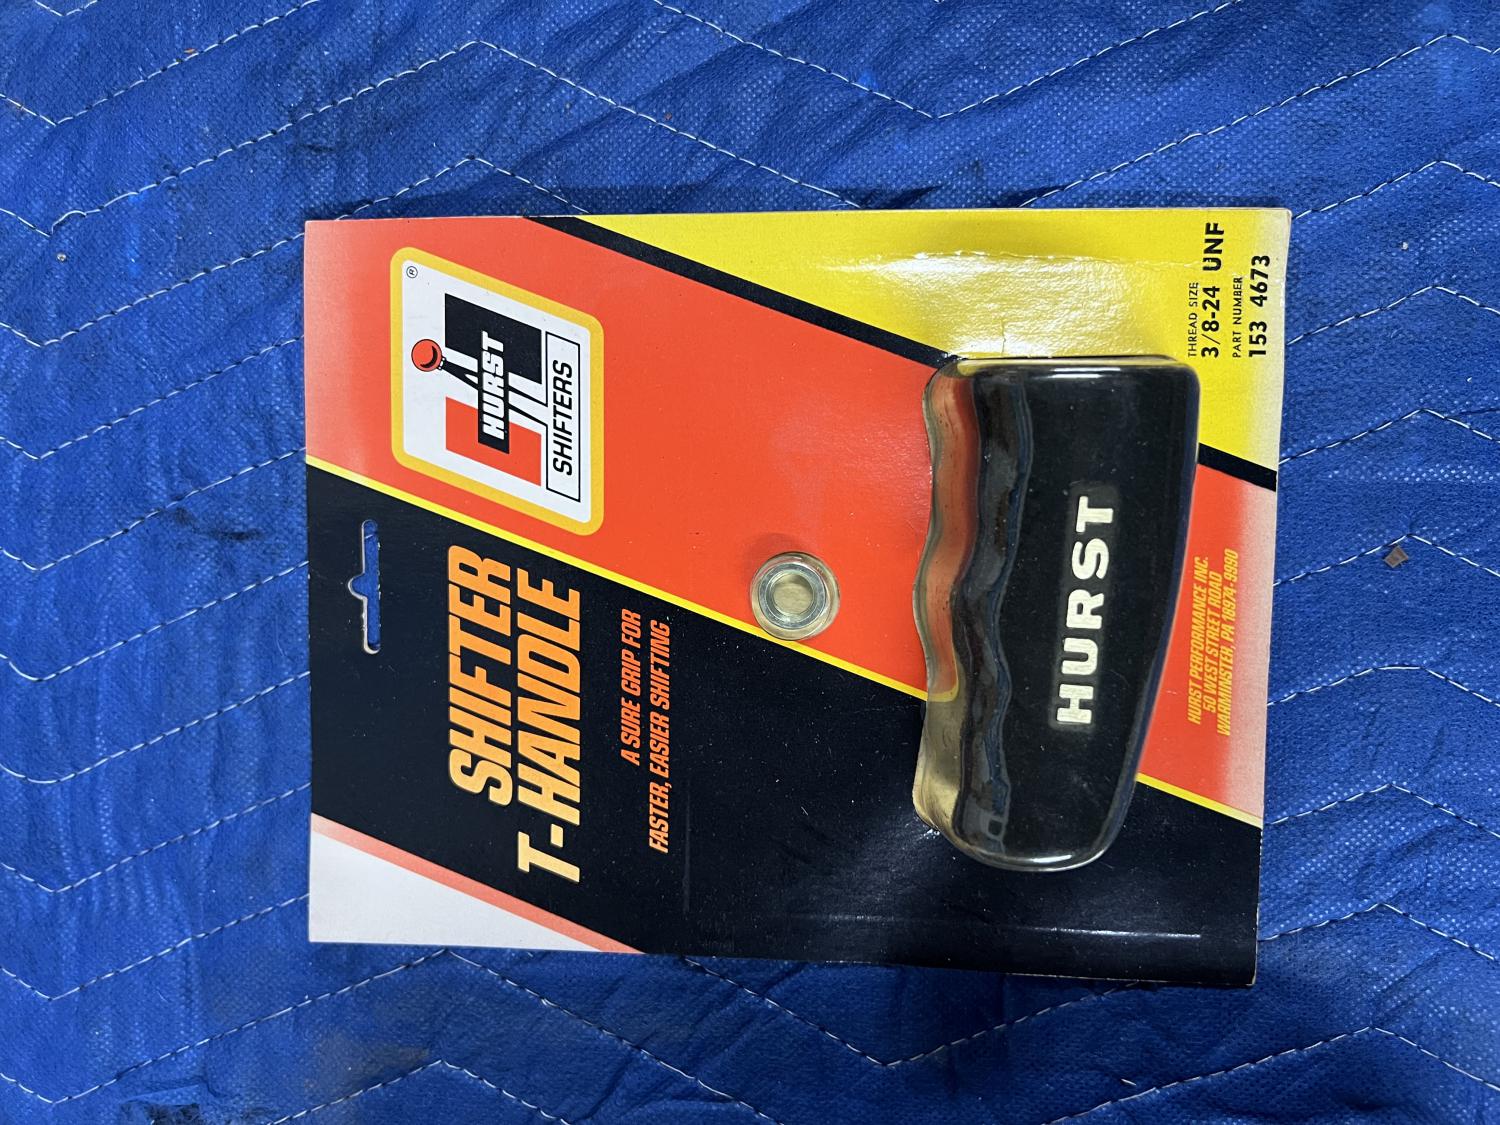 ®
HURST
SHIFTERS
SHIFTER
T-HANDLE
A SURE GRIP FOR
FASTER, EASIER SHIFTING
HURST
THREAD SIZE
3/8-24 UNF
PART NUMBER
153 4673
HURST PERFORMANCE INC.
50 WEST STREET ROAD
WARMINSTER, PA 18974-9990